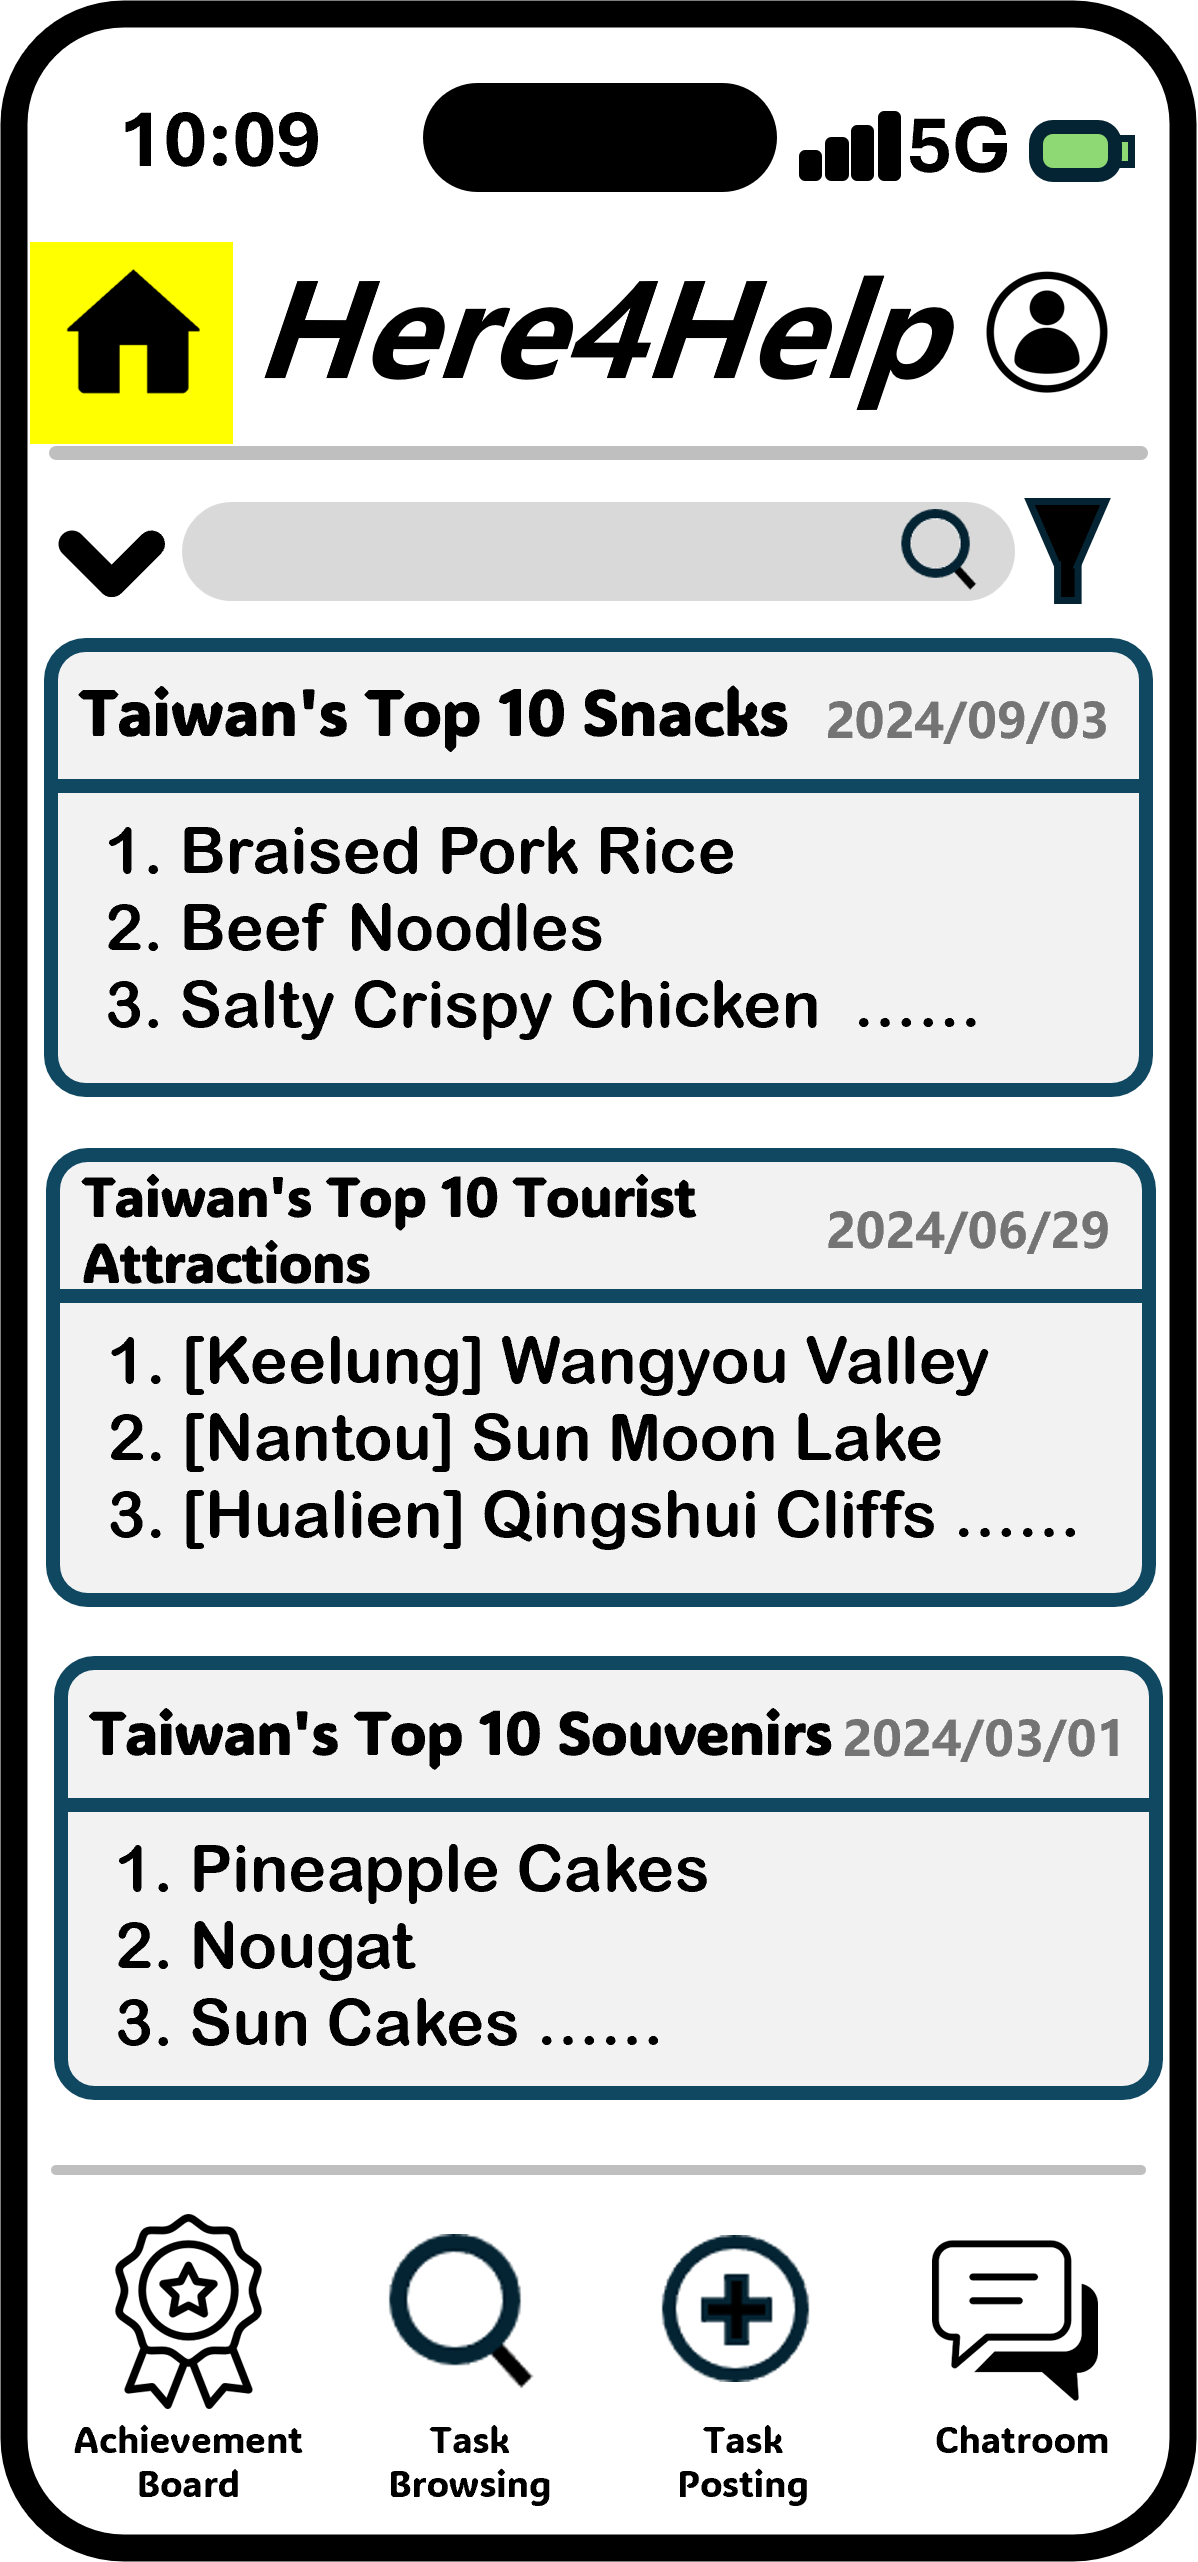 10:09 5G
Here4Help
Taiwan's Top 10 Snacks 2024/09/03
1. Braised Pork Rice
2. Beef Noodles
3. Salty Crispy Chicken ......
Taiwan's Top 10 Tourist
Attractions
2024/06/29
1. [Keelung] Wangyou Valley
2. [Nantou] Sun Moon Lake
3. [Hualien] Qingshui Cliffs ......
Taiwan's Top 10 Souvenirs 2024/03/01
1. Pineapple Cakes
2. Nougat
3. Sun Cakes ......
Achievement
Board
Task
Browsing
Task
Posting
Chatroom